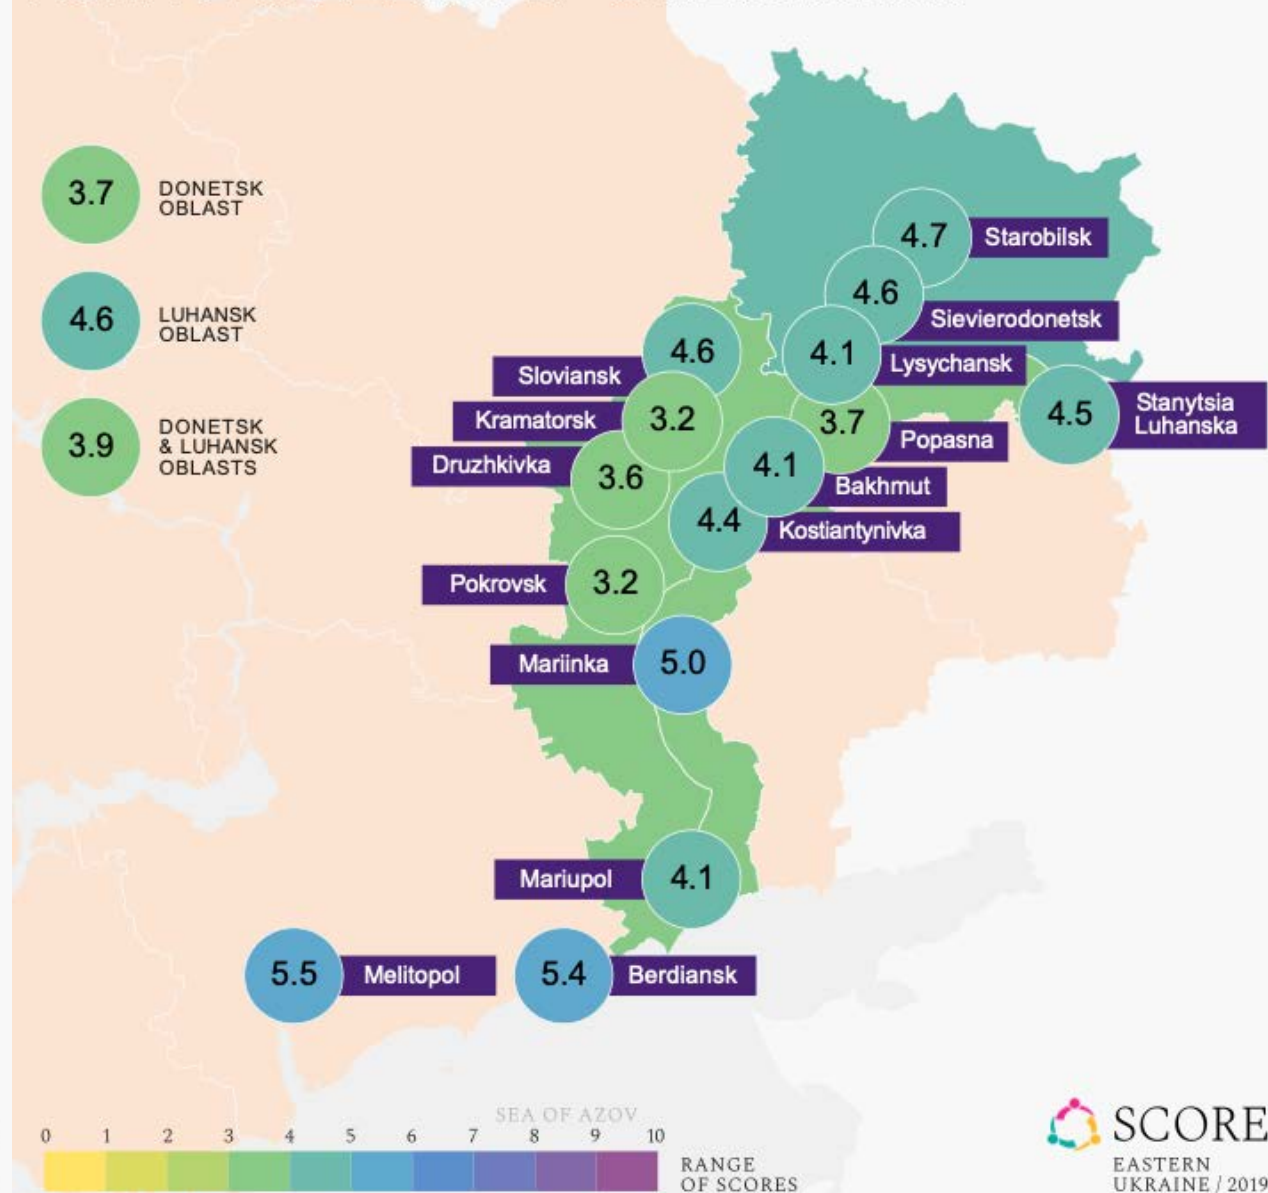 3.7
DONETSK
OBLAST
4.6
LUHANSK
OBLAST
3.9
DONETSK
& LUHANSK
OBLASTS
4.7
Starobilsk
4.6
Sievierodonetsk
4.1
Lysychansk
4.6
Sloviansk
3.2
Kramatorsk
3.7
Popasna
4.5
Stanytsia
Luhanska
3.6
Druzhkivka
4.1
Bakhmut
4.4
Kostiantynivka
3.2
Pokrovsk
5.0
Mariinka
4.1
Mariupol
5.5
Melitopol
5.4
Berdiansk
SEA OF AZOV
0 1 2 3 4 5 6 7 8 9 10
RANGE
OF SCORES
SCORE
EASTERN
UKRAINE / 2019